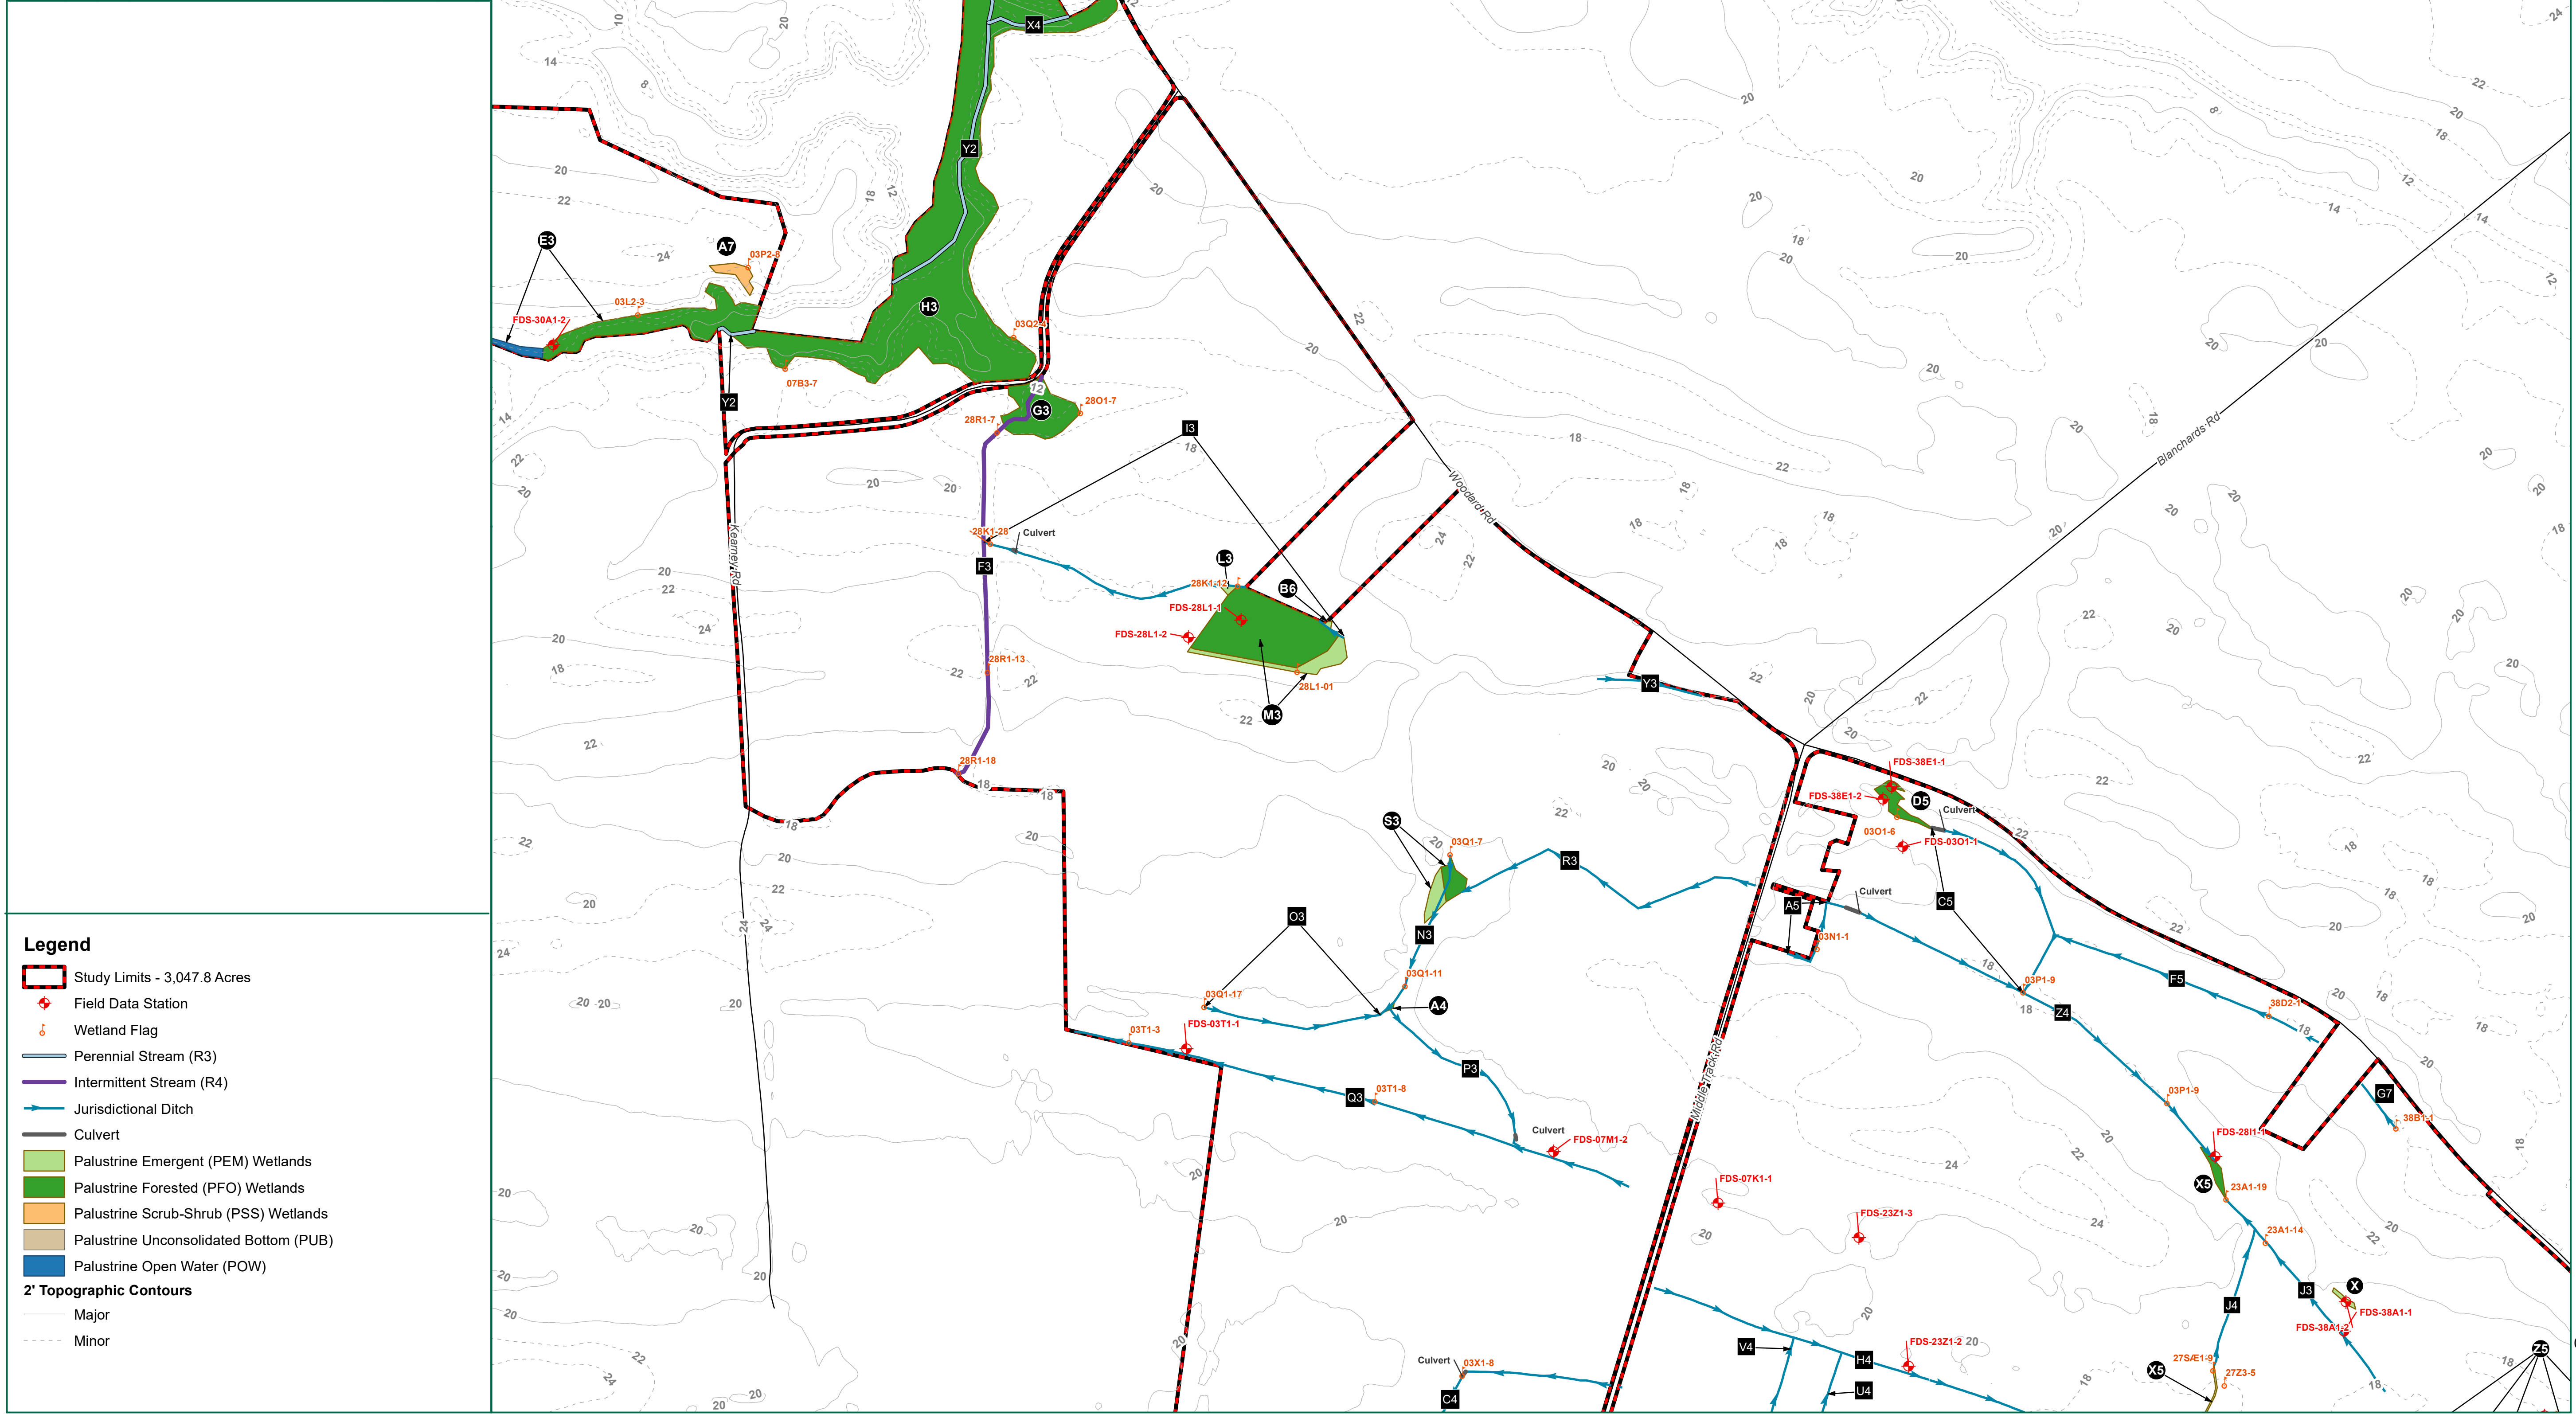 X4
Y2
E3
A7
03P2-8
03L2-3
FDS-30A1-2
H3
03Q2-4
07B3-7
Y2
12
G3
28O1-7
28R1-7
I3
18
Woodard Rd
Blanchards Rd
Kearney Rd
28K1-28
Culvert
F3
L3
28K1-12
B6
FDS-28L1-1
FDS-28L1-2
28R1-13
28L1-01
M3
Y3
28R1-18
FDS-38E1-1
FDS-38E1-2
D5
Culvert
03O1-6
FDS-03O1-1
S3
03Q1-7
R3
Culvert
A5
C5
O3
N3
03N1-1
03Q1-11
03Q1-17
A4
03P1-9
F5
Z4
38D2-1
03T1-3
FDS-03T1-1
P3
Q3
03T1-8
Middle Track Rd
03P1-9
G7
38B1-1
Culvert
FDS-07M1-2
FDS-28I1-1
X5
23A1-19
FDS-07K1-1
FDS-23Z1-3
23A1-14
X
J3
J4
FDS-38A1-1
FDS-38A1-2
V4
H4
FDS-23Z1-2
U4
Culvert
03X1-8
C4
27SÆ1-9
27Z3-5
X5
Z5
Legend
Study Limits - 3,047.8 Acres
Field Data Station
Wetland Flag
Perennial Stream (R3)
Intermittent Stream (R4)
Jurisdictional Ditch
Culvert
Palustrine Emergent (PEM) Wetlands
Palustrine Forested (PFO) Wetlands
Palustrine Scrub-Shrub (PSS) Wetlands
Palustrine Unconsolidated Bottom (PUB)
Palustrine Open Water (POW)
2' Topographic Contours
Major
Minor